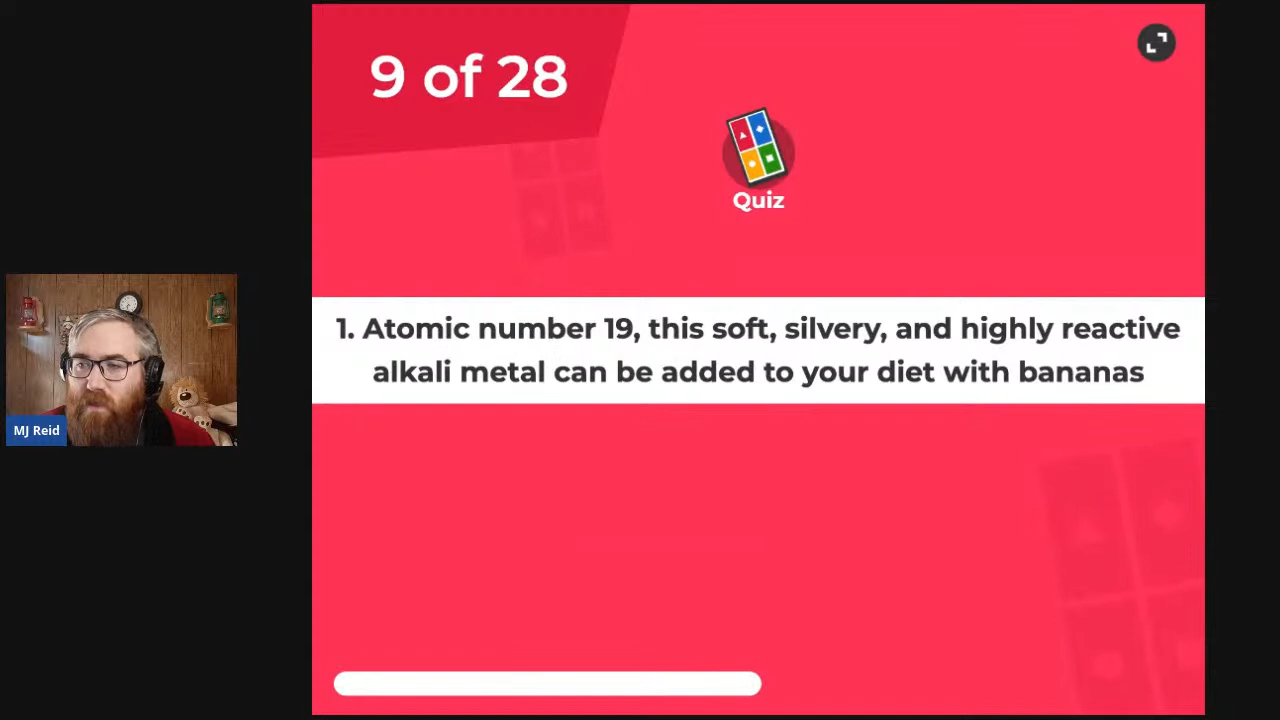 9 of 28
Quiz
1. Atomic number 19, this soft, silvery, and highly reactive
alkali metal can be added to your diet with bananas
MJ Reid